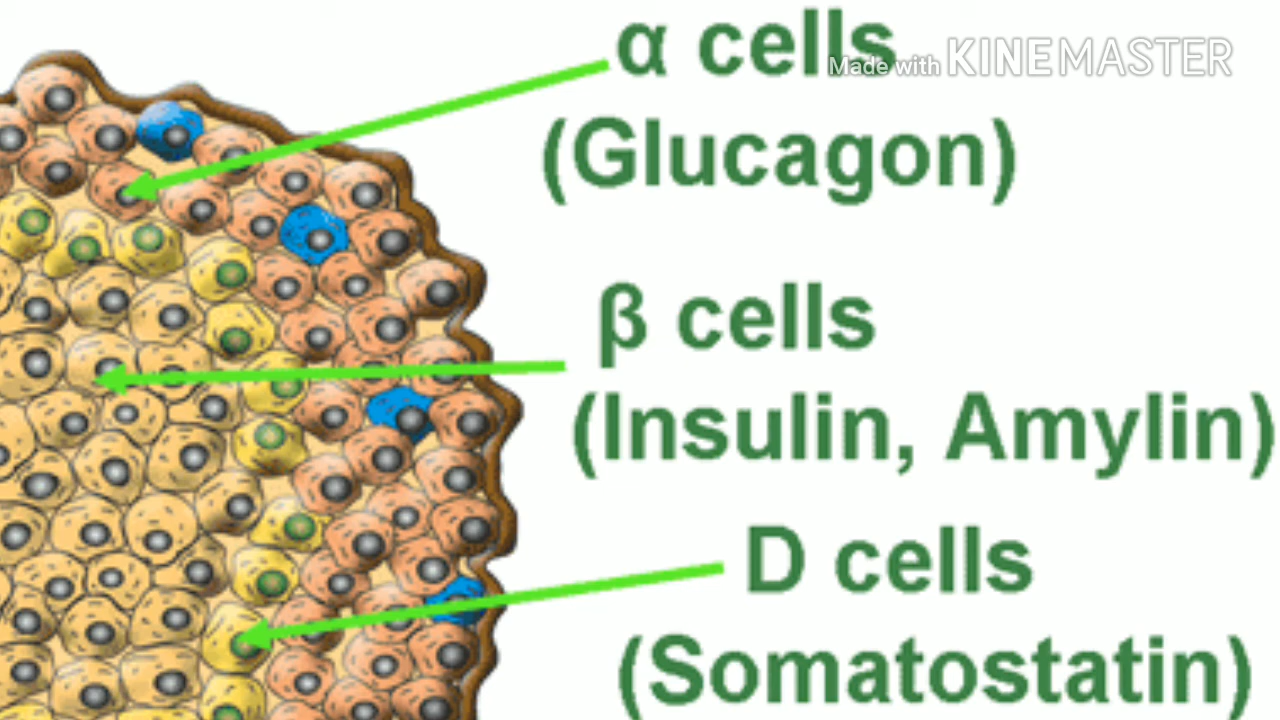 α cells
Made with KINEMASTER
(Glucagon)
β cells
(Insulin, Amylin)
D cells
(Somatostatin)